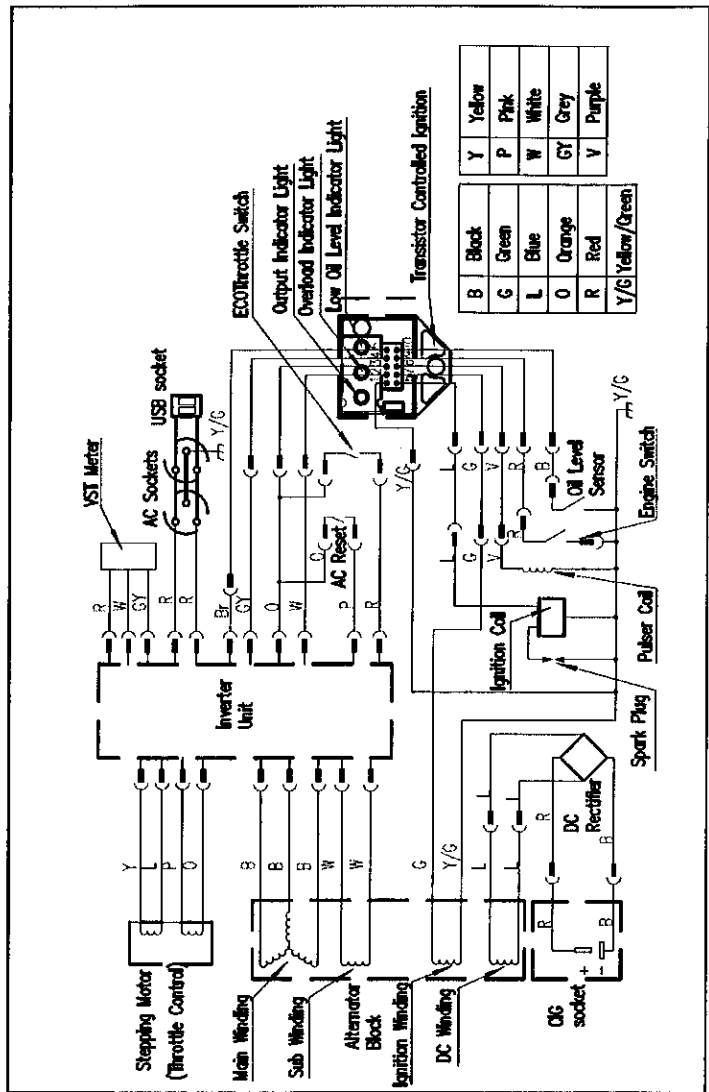 Stepping Motor
(Throttle Control)
Y
L
P
O
Main Winding
Sub Winding
Alternator
Block
Ignition Winding
DC Winding
B
B
B
W
W
G
Y/G
L
L
CIG
socket
+
-
R
B
R
B
L
L
DC
Rectifier
Inverter
Unit
VST Meter
R
W
GY
AC Sockets
USB socket
R
R
Y/G
Br
GY
O
W
P
R
O
AC Reset
ECOThrottle Switch
Output Indicator Light
Overload Indicator Light
Low Oil Level Indicator Light
Transistor Controlled Ignition
Y/G
L
G
V
R
B
L
G
V
R
Ignition Coil
Spark Plug
Pulser Coil
Engine Switch
Oil Level
Sensor
Y/G
B Black Y Yellow
G Green P Pink
L Blue W White
O Orange GY Grey
R Red V Purple
Y/G Yellow/Green